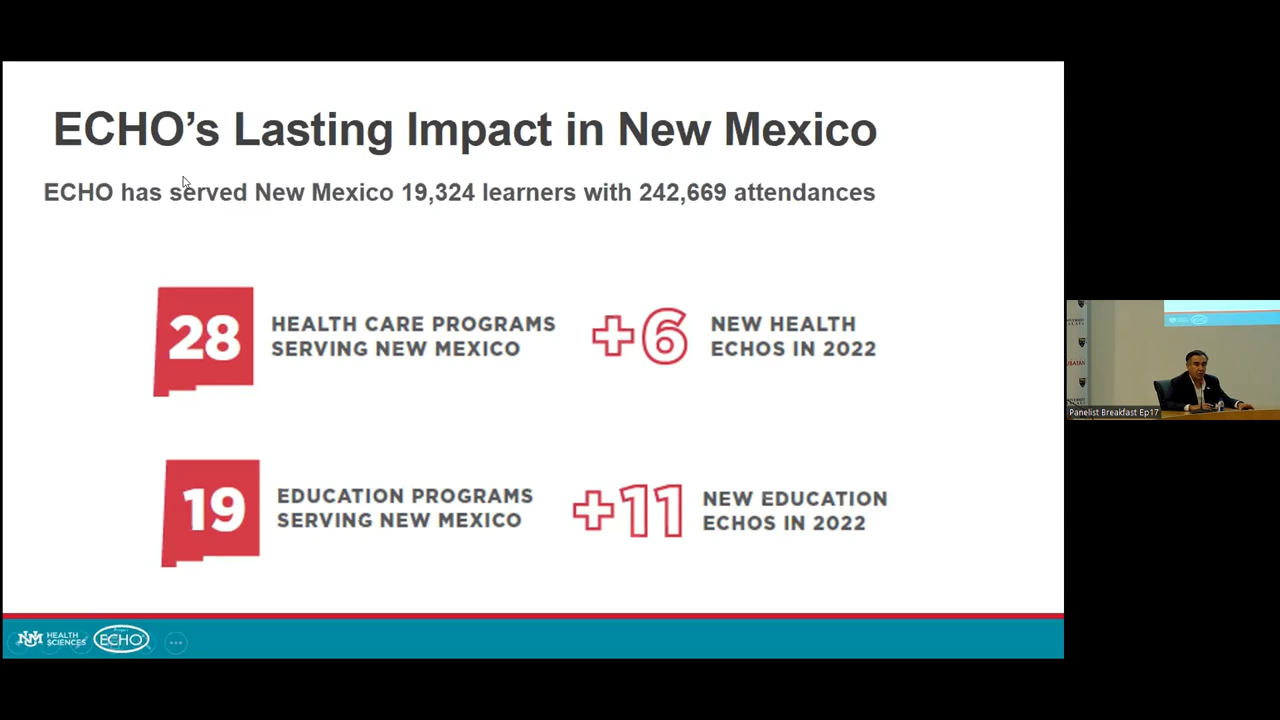 ECHO's Lasting Impact in New Mexico
ECHO has served New Mexico 19,324 learners with 242,669 attendances
28
HEALTH CARE PROGRAMS
SERVING NEW MEXICO
+6
NEW HEALTH
ECHOS IN 2022
19
EDUCATION PROGRAMS
SERVING NEW MEXICO
+11
NEW EDUCATION
ECHOS IN 2022
UNM HEALTH
SCIENCES
ECHO
Panelist Breakfast Ep17